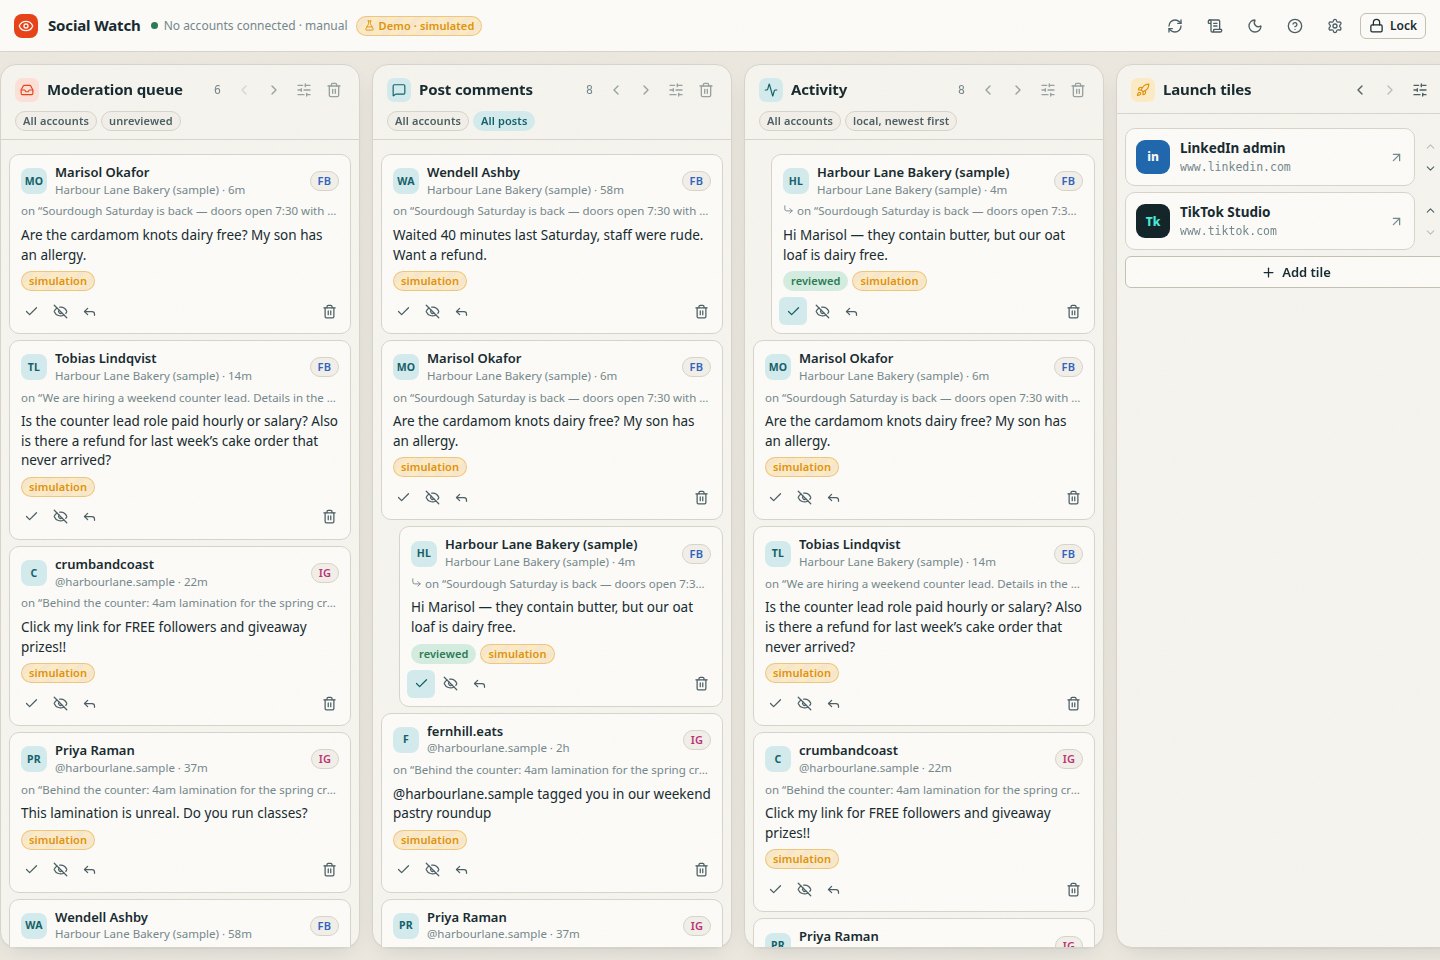 Social Watch
No accounts connected · manual
Demo · simulated
Lock
Moderation queue
6
All accounts
unreviewed
MO
Marisol Okafor
Harbour Lane Bakery (sample) · 6m
FB
on “Sourdough Saturday is back — doors open 7:30 with ...
Are the cardamom knots dairy free? My son has
an allergy.
simulation
TL
Tobias Lindqvist
Harbour Lane Bakery (sample) · 14m
FB
on “We are hiring a weekend counter lead. Details in the ...
Is the counter lead role paid hourly or salary? Also
is there a refund for last week’s cake order that
never arrived?
simulation
C
crumbandcoast
@harbourlane.sample · 22m
IG
on “Behind the counter: 4am lamination for the spring cr...
Click my link for FREE followers and giveaway
prizes!!
simulation
PR
Priya Raman
@harbourlane.sample · 37m
IG
on “Behind the counter: 4am lamination for the spring cr...
This lamination is unreal. Do you run classes?
simulation
WA
Wendell Ashby
Harbour Lane Bakery (sample) · 58m
FB
Post comments
8
All accounts
All posts
WA
Wendell Ashby
Harbour Lane Bakery (sample) · 58m
FB
on “Sourdough Saturday is back — doors open 7:30 with ...
Waited 40 minutes last Saturday, staff were rude.
Want a refund.
simulation
MO
Marisol Okafor
Harbour Lane Bakery (sample) · 6m
FB
on “Sourdough Saturday is back — doors open 7:30 with ...
Are the cardamom knots dairy free? My son has
an allergy.
simulation
HL
Harbour Lane Bakery (sample)
Harbour Lane Bakery (sample) · 4m
FB
on “Sourdough Saturday is back — doors open 7:3...
Hi Marisol — they contain butter, but our oat
loaf is dairy free.
reviewed
simulation
F
fernhill.eats
@harbourlane.sample · 2h
IG
on “Behind the counter: 4am lamination for the spring cr...
@harbourlane.sample tagged you in our weekend
pastry roundup
simulation
PR
Priya Raman
@harbourlane.sample · 37m
IG
Activity
8
All accounts
local, newest first
HL
Harbour Lane Bakery (sample)
Harbour Lane Bakery (sample) · 4m
FB
on “Sourdough Saturday is back — doors open 7:3...
Hi Marisol — they contain butter, but our oat
loaf is dairy free.
reviewed
simulation
MO
Marisol Okafor
Harbour Lane Bakery (sample) · 6m
FB
on “Sourdough Saturday is back — doors open 7:30 with ...
Are the cardamom knots dairy free? My son has
an allergy.
simulation
TL
Tobias Lindqvist
Harbour Lane Bakery (sample) · 14m
FB
on “We are hiring a weekend counter lead. Details in the ...
Is the counter lead role paid hourly or salary? Also
is there a refund for last week’s cake order that
never arrived?
simulation
C
crumbandcoast
@harbourlane.sample · 22m
IG
on “Behind the counter: 4am lamination for the spring cr...
Click my link for FREE followers and giveaway
prizes!!
simulation
PR
Priya Raman
IG
Launch tiles
in
LinkedIn admin
www.linkedin.com
Tk
TikTok Studio
www.tiktok.com
Add tile